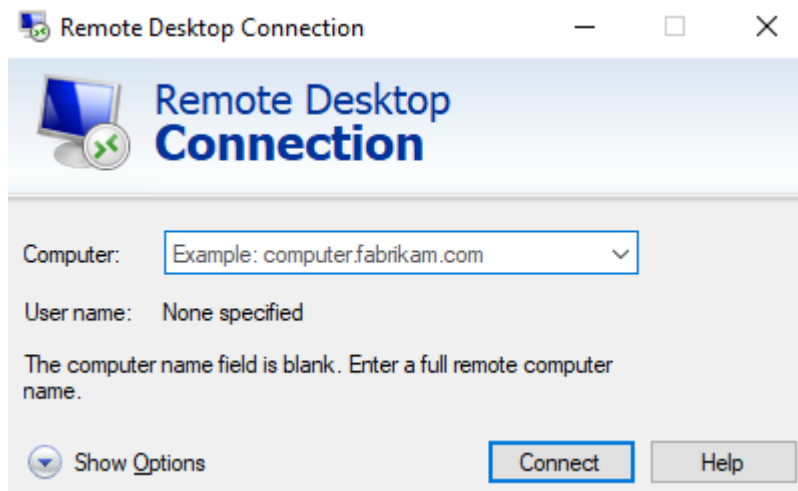 Remote Desktop Connection
Remote Desktop
Connection
Computer: Example: computer.fabrikam.com
User name: None specified
The computer name field is blank. Enter a full remote computer
name.
Show Options Connect Help